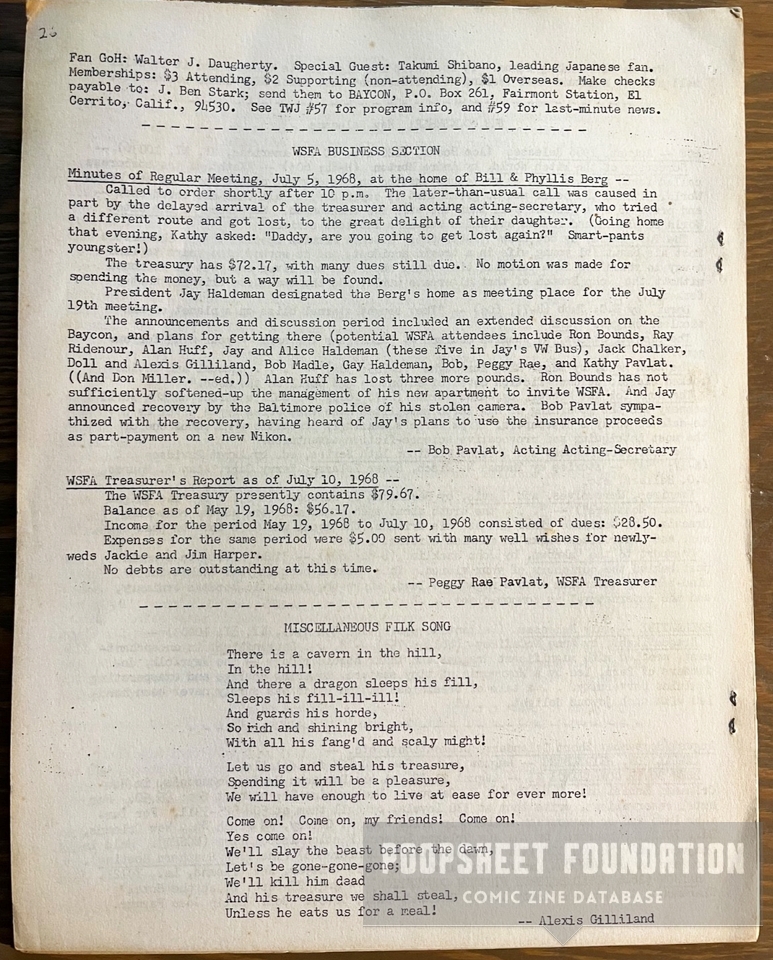 26
Fan GoH: Walter J. Daugherty. Special Guest: Takumi Shibano, leading Japanese fan.
Memberships: $3 Attending, $2 Supporting (non-attending), $1 Overseas. Make checks
payable to: J. Ben Stark; send them to BAYCON, P.O. Box 261, Fairmont Station, El
Cerrito, Calif., 94530. See TWJ #57 for program info, and #59 for last-minute news.
WSFA BUSINESS SECTION
Minutes of Regular Meeting, July 5, 1968, at the home of Bill & Phyllis Berg --
Called to order shortly after 10 p.m. The later-than-usual call was caused in
part by the delayed arrival of the treasurer and acting acting-secretary, who tried
a different route and got lost, to the great delight of their daughter. (Going home
that evening, Kathy asked: "Daddy, are you going to get lost again?" Smart-pants
youngster!)
The treasury has $72.17, with many dues still due. No motion was made for
spending the money, but a way will be found.
President Jay Haldeman designated the Berg's home as meeting place for the July
19th meeting.
The announcements and discussion period included an extended discussion on the
Baycon, and plans for getting there (potential WSFA attendees include Ron Bounds, Ray
Ridenour, Alan Huff, Jay and Alice Haldeman (these five in Jay's VW Bus), Jack Chalker,
Doll and Alexis Gilliland, Bob Madle, Gay Haldeman, Bob, Peggy Rae, and Kathy Pavlat.
((And Don Miller. --ed.)) Alan Huff has lost three more pounds. Ron Bounds has not
sufficiently softened-up the management of his new apartment to invite WSFA. And Jay
announced recovery by the Baltimore police of his stolen camera. Bob Pavlat sympa-
thized with the recovery, having heard of Jay's plans to use the insurance proceeds
as part-payment on a new Nikon.
-- Bob Pavlat, Acting Acting-Secretary
WSFA Treasurer's Report as of July 10, 1968 --
The WSFA Treasury presently contains $79.67.
Balance as of May 19, 1968: $56.17.
Income for the period May 19, 1968 to July 10, 1968 consisted of dues: $28.50.
Expenses for the same period were $5.00 sent with many well wishes for newly-
weds Jackie and Jim Harper.
No debts are outstanding at this time.
-- Peggy Rae Pavlat, WSFA Treasurer
MISCELLANEOUS FILK SONG
There is a cavern in the hill,
In the hill!
And there a dragon sleeps his fill,
Sleeps his fill-ill-ill!
And guards his horde,
So rich and shining bright,
With all his fang'd and scaly might!
Let us go and steal his treasure,
Spending it will be a pleasure,
We will have enough to live at ease for ever more!
Come on! Come on, my friends! Come on!
Yes come on!
We'll slay the beast before the dawn,
Let's be gone-gone-gone;
We'll kill him dead
And his treasure we shall steal,
Unless he eats us for a meal!
-- Alexis Gilliland
FOUNDATION
COMIC ZINE DATABASE